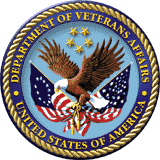 DEPARTMENT OF VETERANS AFFAIRS
UNITED STATES OF AMERICA